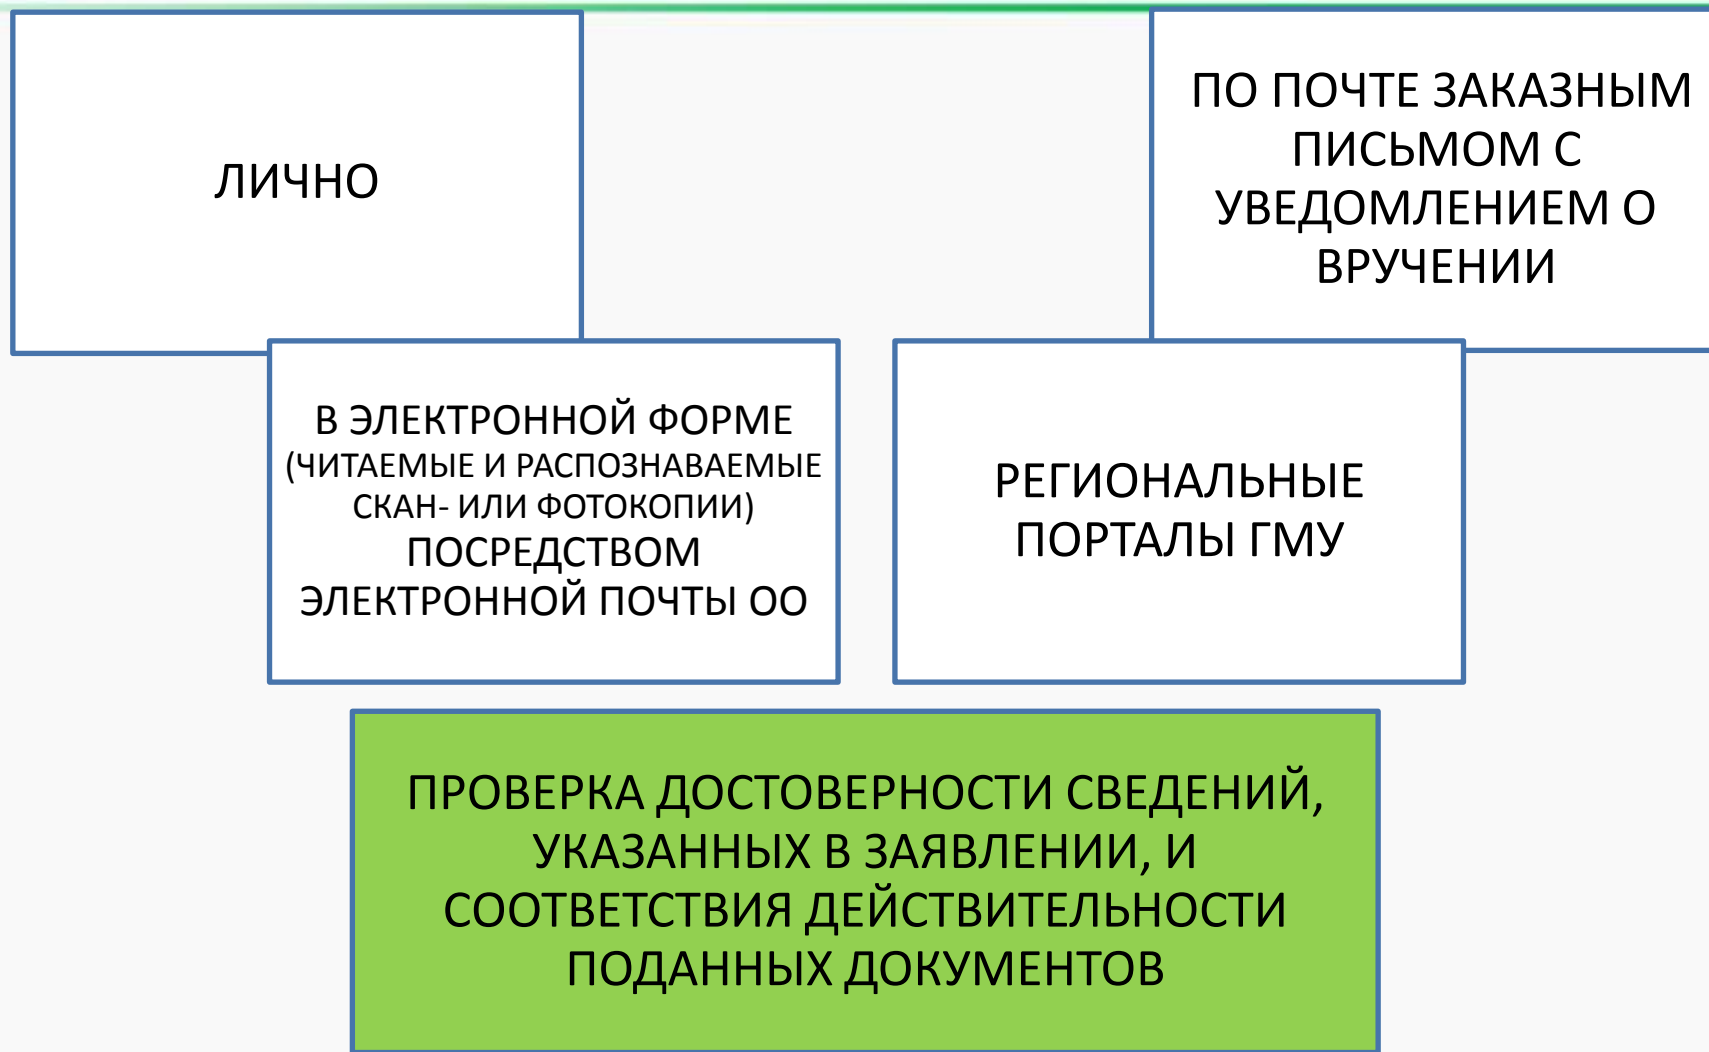 ЛИЧНО
ПО ПОЧТЕ ЗАКАЗНЫМ
ПИСЬМОМ С
УВЕДОМЛЕНИЕМ О
ВРУЧЕНИИ
В ЭЛЕКТРОННОЙ ФОРМЕ
(ЧИТАЕМЫЕ И РАСПОЗНАВАЕМЫЕ
СКАН- ИЛИ ФОТОКОПИИ)
ПОСРЕДСТВОМ
ЭЛЕКТРОННОЙ ПОЧТЫ ОО
РЕГИОНАЛЬНЫЕ
ПОРТАЛЫ ГМУ
ПРОВЕРКА ДОСТОВЕРНОСТИ СВЕДЕНИЙ,
УКАЗАННЫХ В ЗАЯВЛЕНИИ, И
СООТВЕТСТВИЯ ДЕЙСТВИТЕЛЬНОСТИ
ПОДАННЫХ ДОКУМЕНТОВ